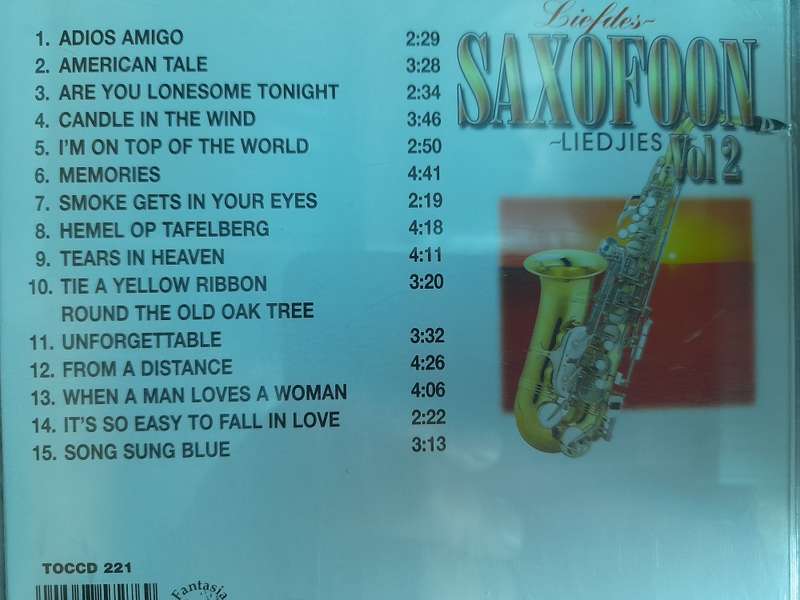 Liefdes~
SAXOFOON
~LIEDJIES Vol 2
1. ADIOS AMIGO 2:29
2. AMERICAN TALE 3:28
3. ARE YOU LONESOME TONIGHT 2:34
4. CANDLE IN THE WIND 3:46
5. I'M ON TOP OF THE WORLD 2:50
6. MEMORIES 4:41
7. SMOKE GETS IN YOUR EYES 2:19
8. HEMEL OP TAFELBERG 4:18
9. TEARS IN HEAVEN 4:11
10. TIE A YELLOW RIBBON 3:20
ROUND THE OLD OAK TREE
11. UNFORGETTABLE 3:32
12. FROM A DISTANCE 4:26
13. WHEN A MAN LOVES A WOMAN 4:06
14. IT'S SO EASY TO FALL IN LOVE 2:22
15. SONG SUNG BLUE 3:13
TOCCD 221
Fantasia